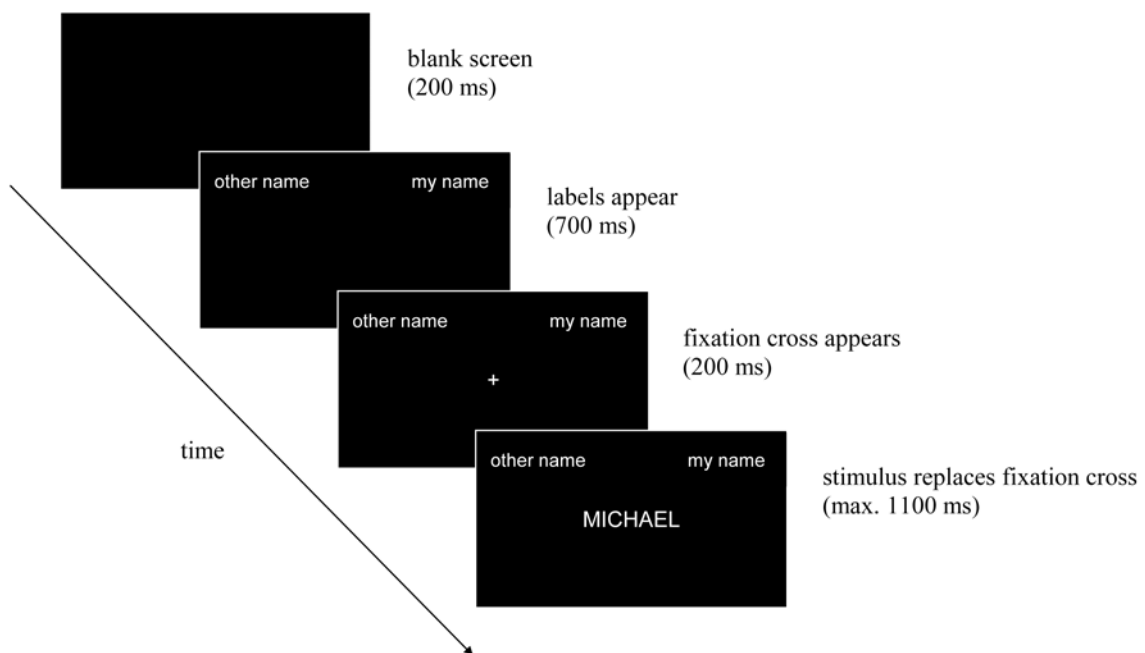 blank screen
(200 ms)
other name my name
labels appear
(700 ms)
other name my name
fixation cross appears
(200 ms)
+
time
other name my name
stimulus replaces fixation cross
(max. 1100 ms)
MICHAEL